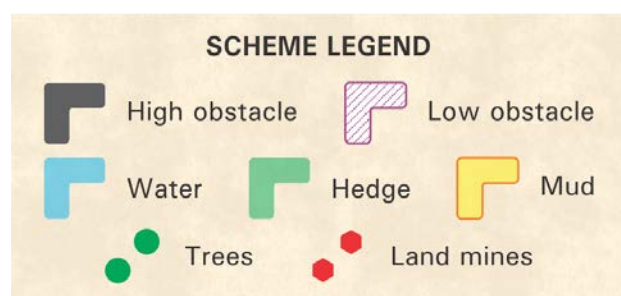 SCHEME LEGEND
High obstacle Low obstacle
Water Hedge Mud
Trees Land mines